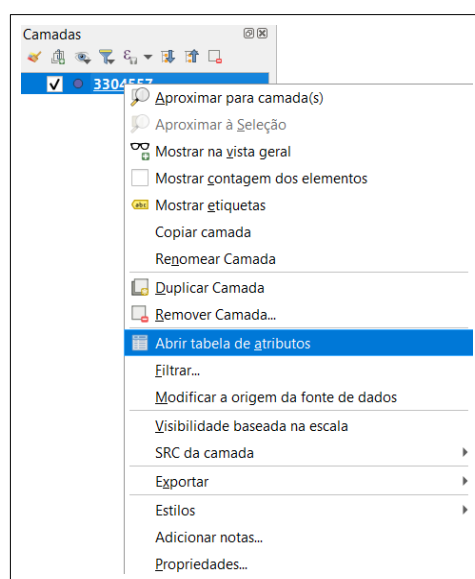 Camadas
3304557
Aproximar para camada(s)
Aproximar à Seleção
Mostrar na vista geral
Mostrar contagem dos elementos
abc Mostrar etiquetas
Copiar camada
Renomear Camada
Duplicar Camada
Remover Camada...
Abrir tabela de atributos
Filtrar...
Modificar a origem da fonte de dados
Visibilidade baseada na escala
SRC da camada
Exportar
Estilos
Adicionar notas...
Propriedades...